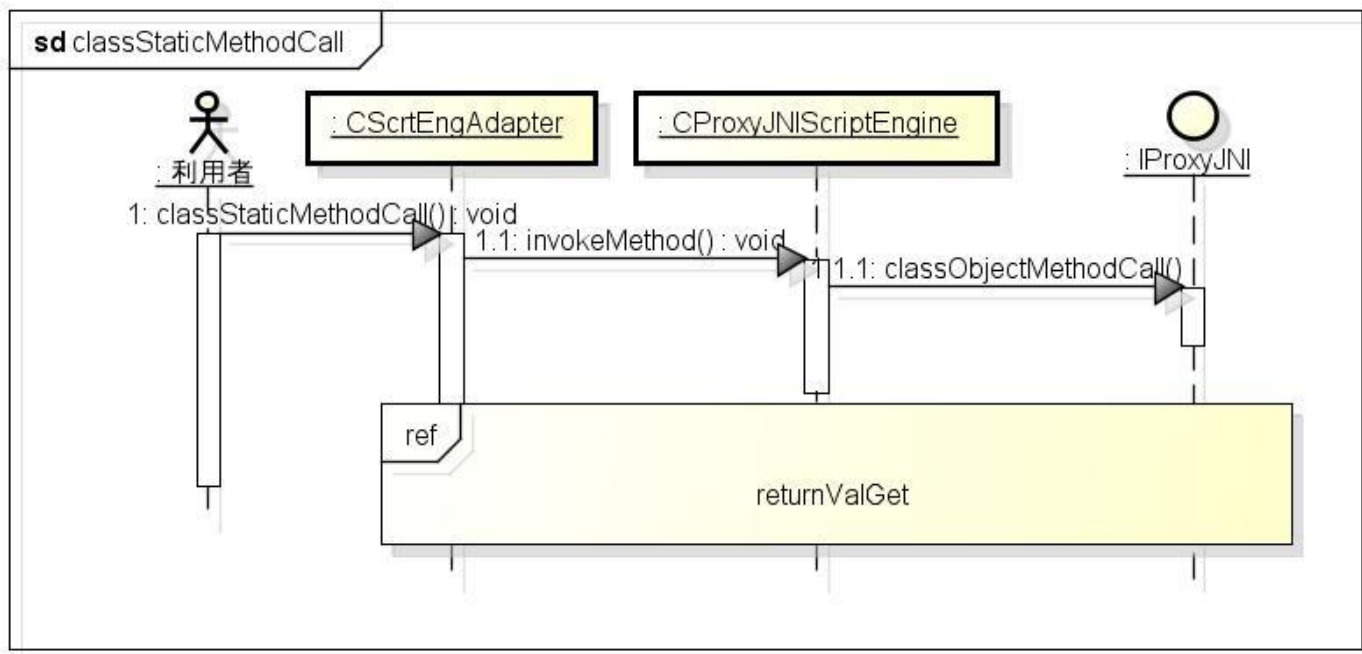 sd classStaticMethodCall
: 利用者
: CScrtEngAdapter
: CProxyJNIScriptEngine
: IProxyJNI
1: classStaticMethodCall() : void
1.1: invokeMethod() : void
1.1.1: classObjectMethodCall()
ref
returnValGet